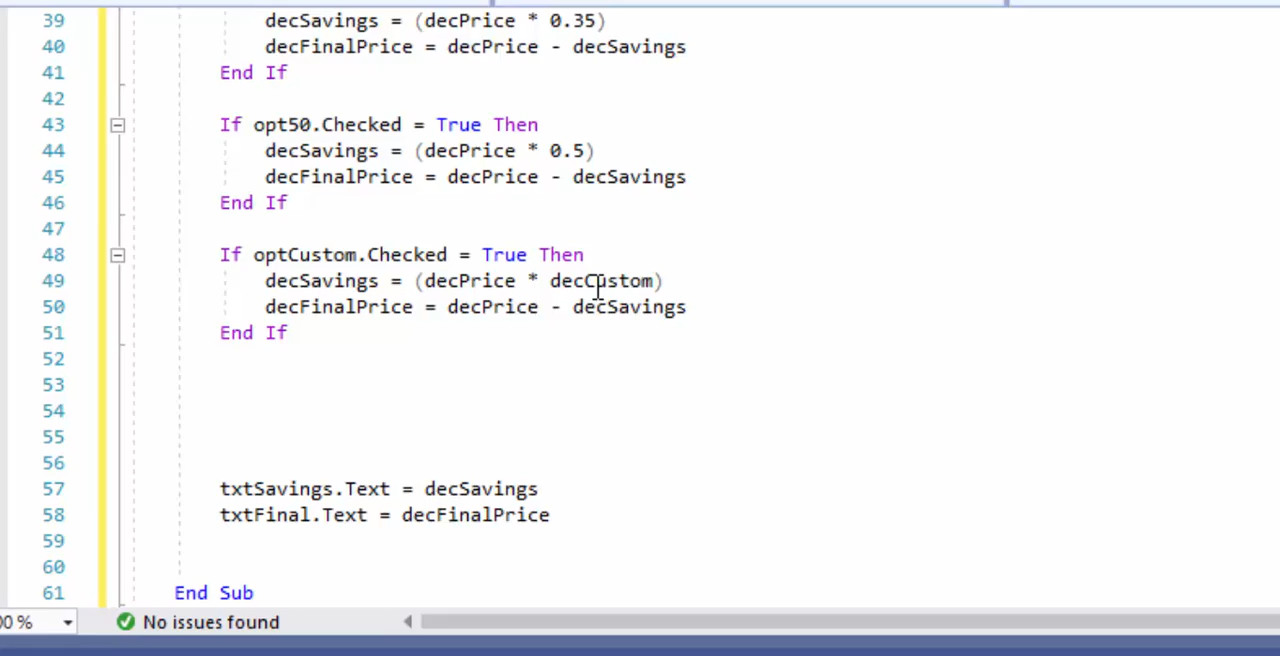 39 decSavings = (decPrice * 0.35)
40 decFinalPrice = decPrice - decSavings
41 End If
42
43 If opt50.Checked = True Then
44 decSavings = (decPrice * 0.5)
45 decFinalPrice = decPrice - decSavings
46 End If
47
48 If optCustom.Checked = True Then
49 decSavings = (decPrice * decCustom)
50 decFinalPrice = decPrice - decSavings
51 End If
52
53
54
55
56
57 txtSavings.Text = decSavings
58 txtFinal.Text = decFinalPrice
59
60
61 End Sub
00 % No issues found